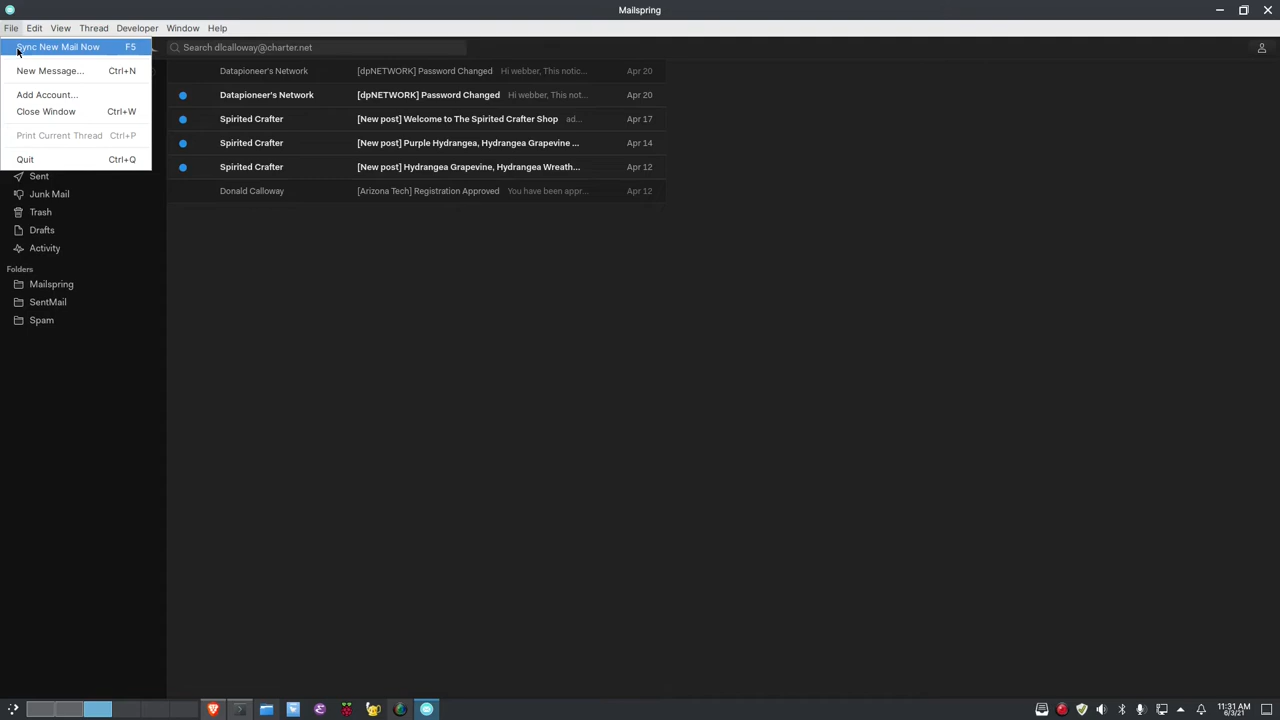 Mailspring
File Edit View Thread Developer Window Help
Sync New Mail Now F5
New Message... Ctrl+N
Add Account...
Close Window Ctrl+W
Print Current Thread Ctrl+P
Quit Ctrl+Q
Sent
Junk Mail
Trash
Drafts
Activity
Folders
Mailspring
SentMail
Spam
Search dlcalloway@charter.net
Datapioneer's Network [dpNETWORK] Password Changed Hi webber, This notic... Apr 20
Datapioneer's Network [dpNETWORK] Password Changed Hi webber, This not... Apr 20
Spirited Crafter [New post] Welcome to The Spirited Crafter Shop ad... Apr 17
Spirited Crafter [New post] Purple Hydrangea, Hydrangea Grapevine ... Apr 14
Spirited Crafter [New post] Hydrangea Grapevine, Hydrangea Wreath... Apr 12
Donald Calloway [Arizona Tech] Registration Approved You have been appr... Apr 12
11:31 AM
6/3/21